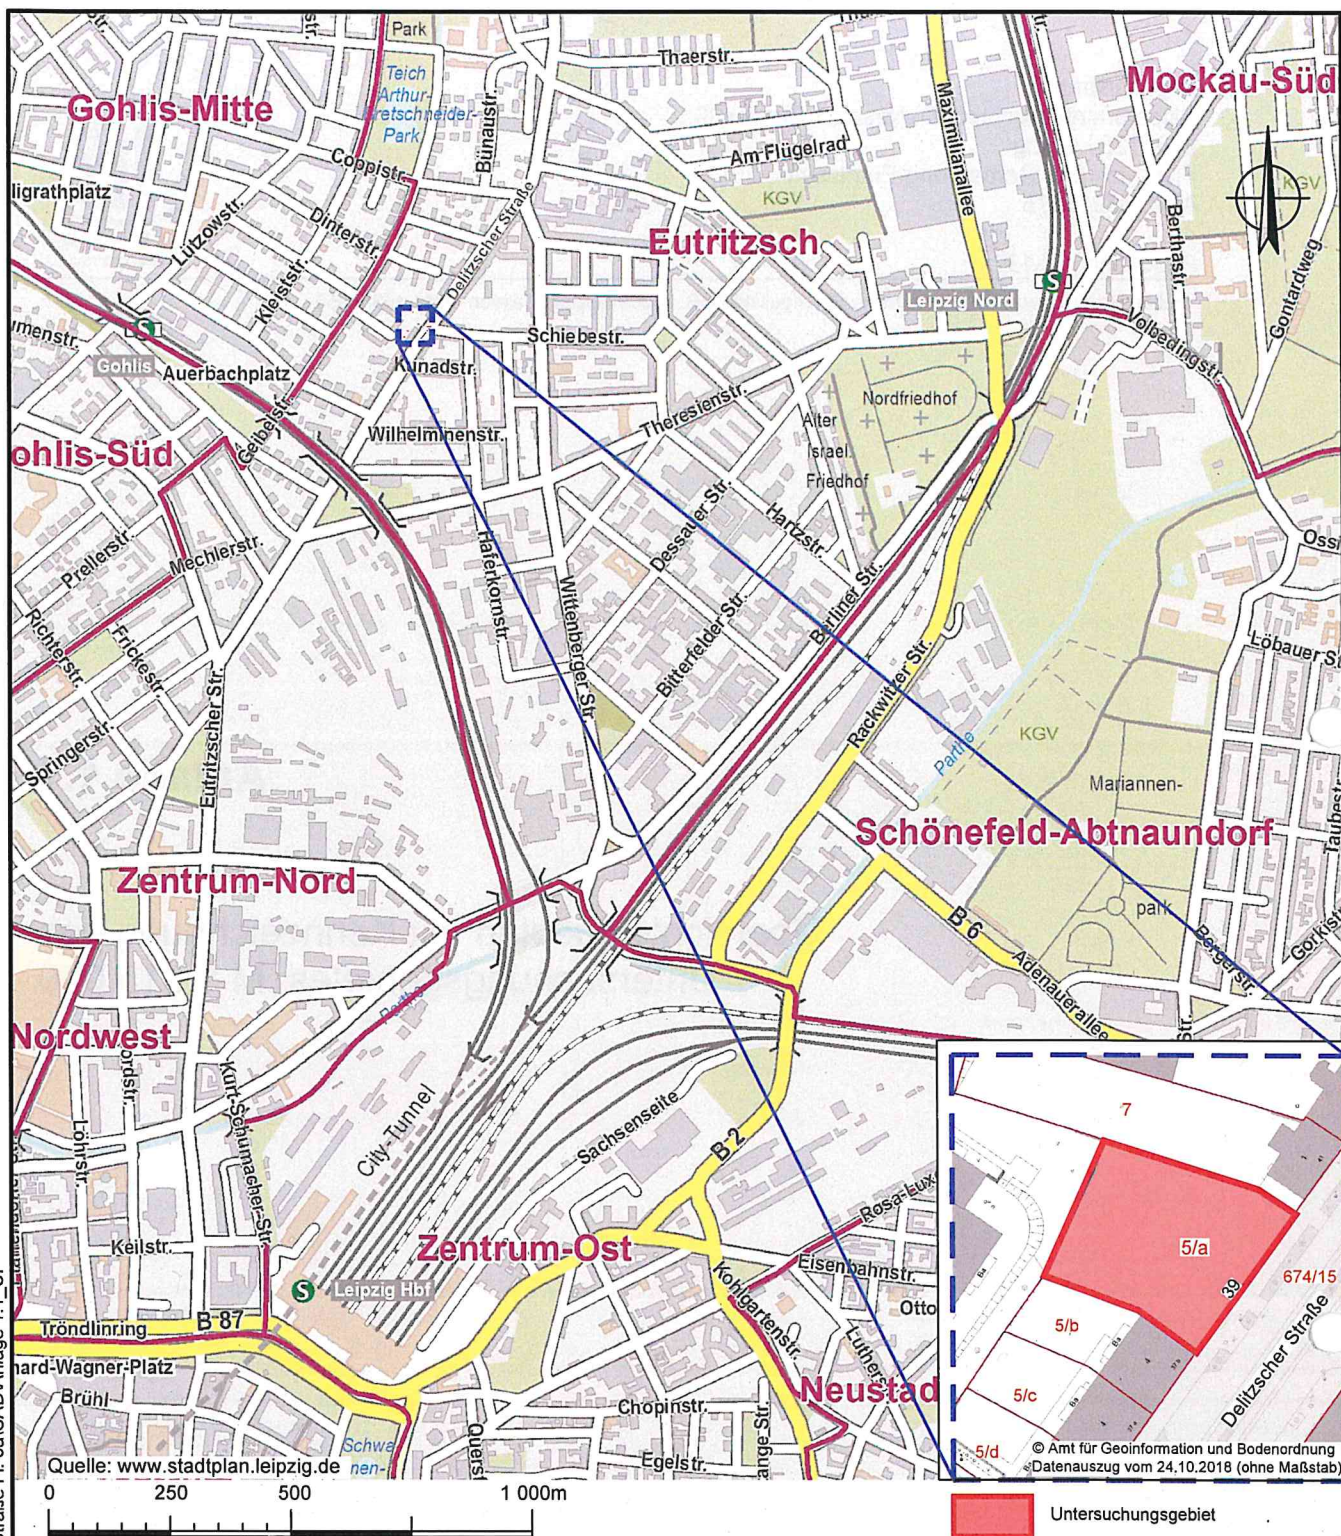 Park
Thaerstr.
Mockau-Süd
Teich
Arthur-
Bretschneider-
Park
Gohlis-Mitte
Bünaustr.
Maximilianallee
Coppistr.
Am Flügelrad
KGV
KGV
Lützowstr.
Dinterstr.
Delitzscher Straße
Eutritzsch
Berthastr.
Gontardweg
Kleiststr.
Leipzig Nord
S
S
Volbedingstr.
Schiebestr.
Gohlis
Auerbachplatz
Kunadstr.
Nordfriedhof
Theresienstr.
Alter
Israel.
Friedhof
Geibelstr.
Wilhelminenstr.
ohlis-Süd
Dessauer Str.
Hartzstr.
Prellerstr.
Mechlerstr.
Haferkornstr.
Wittenberger Str.
Bitterfelder Str.
Berliner Str.
Richterstr.
Frickestr.
Löbauer S
Rackwitzer Str.
Springerstr.
Eutritzscher Str.
Parthe
KGV
Mariannen-
park
Schönefeld-Abtnaundorf
Zentrum-Nord
B 6
Adenauerallee
Bergerstr.
Gorkistr.
Parthe
Nordwest
Kurt-Schumacher-Str.
City-Tunnel
Sachsenseite
B 2
Löhrstr.
Keilstr.
Zentrum-Ost
Rosa-Lux
Eisenbahnstr.
Kohlgartenstr.
Otto
S
Leipzig Hbf
B 87
Tröndlinring
hard-Wagner-Platz
Brühl
Neustad
Chopinstr.
Egelstr.
Schwa
nen-
Quelle: www.stadtplan.leipzig.de
7
5/a
39
674/15
5/b
5/c
5/d
Delitzscher Straße
© Amt für Geoinformation und Bodenordnung
Datenauszug vom 24.10.2018 (ohne Maßstab)
0 250 500 1 000m
Untersuchungsgebiet